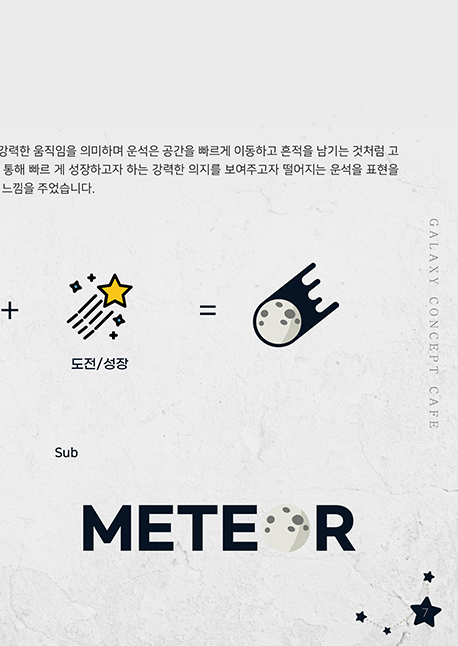 강력한 움직임을 의미하며 운석은 공간을 빠르게 이동하고 흔적을 남기는 것처럼 고
통해 빠르 게 성장하고자 하는 강력한 의지를 보여주고자 떨어지는 운석을 표현을
느낌을 주었습니다.
GALAXY CONCEPT CAFE
+
=
도전/성장
Sub
METEOR
7